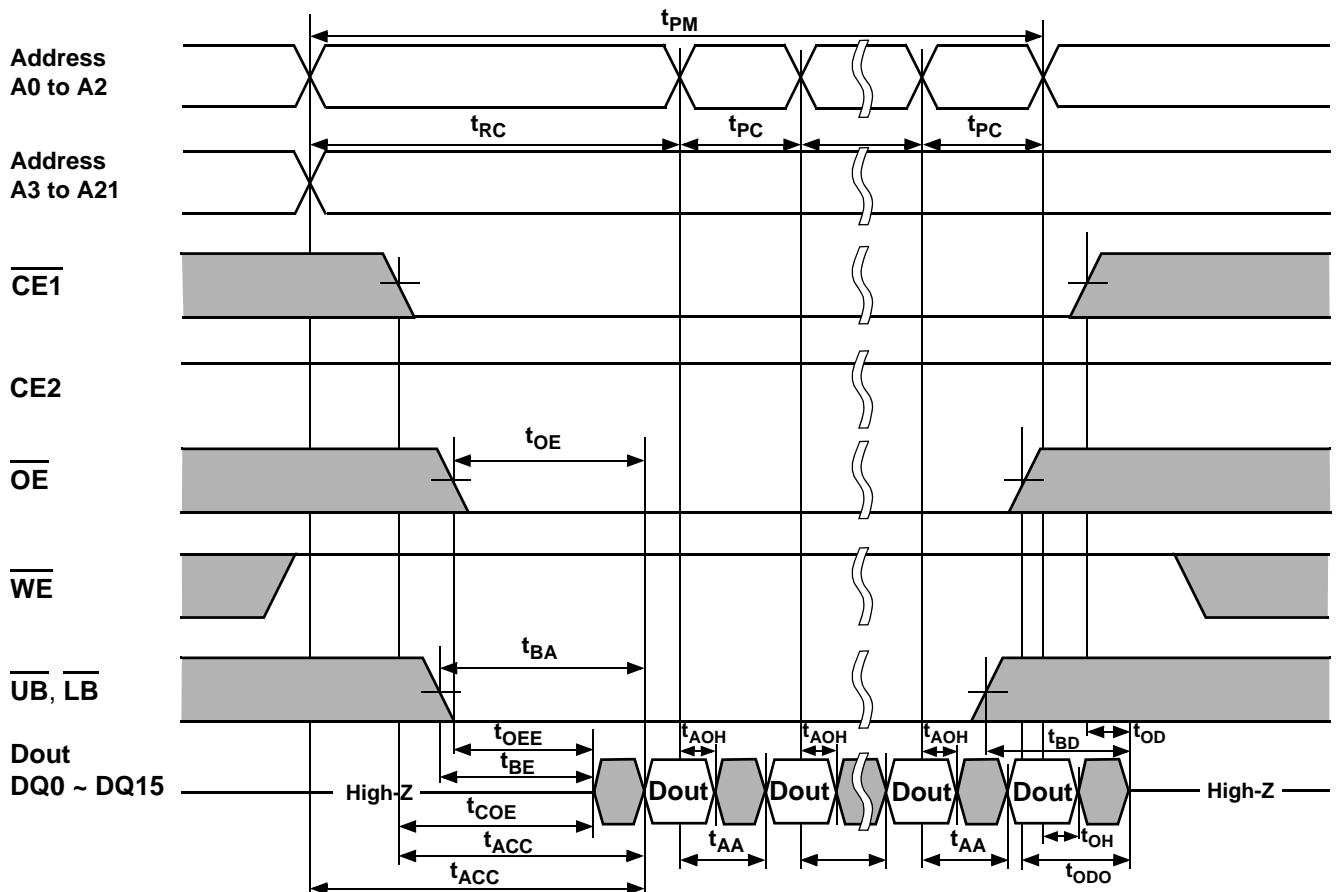 tPM
Address
A0 to A2
tRC tPC tPC
Address
A3 to A21
CE1
CE2
tOE
OE
WE
tBA
UB, LB
tOEE tAOH tAOH tAOH tBD tOD
Dout
DQ0 ~ DQ15
tBE
High-Z Dout Dout Dout Dout High-Z
tCOE
tOH
tACC tAA tAA
tACC tODO